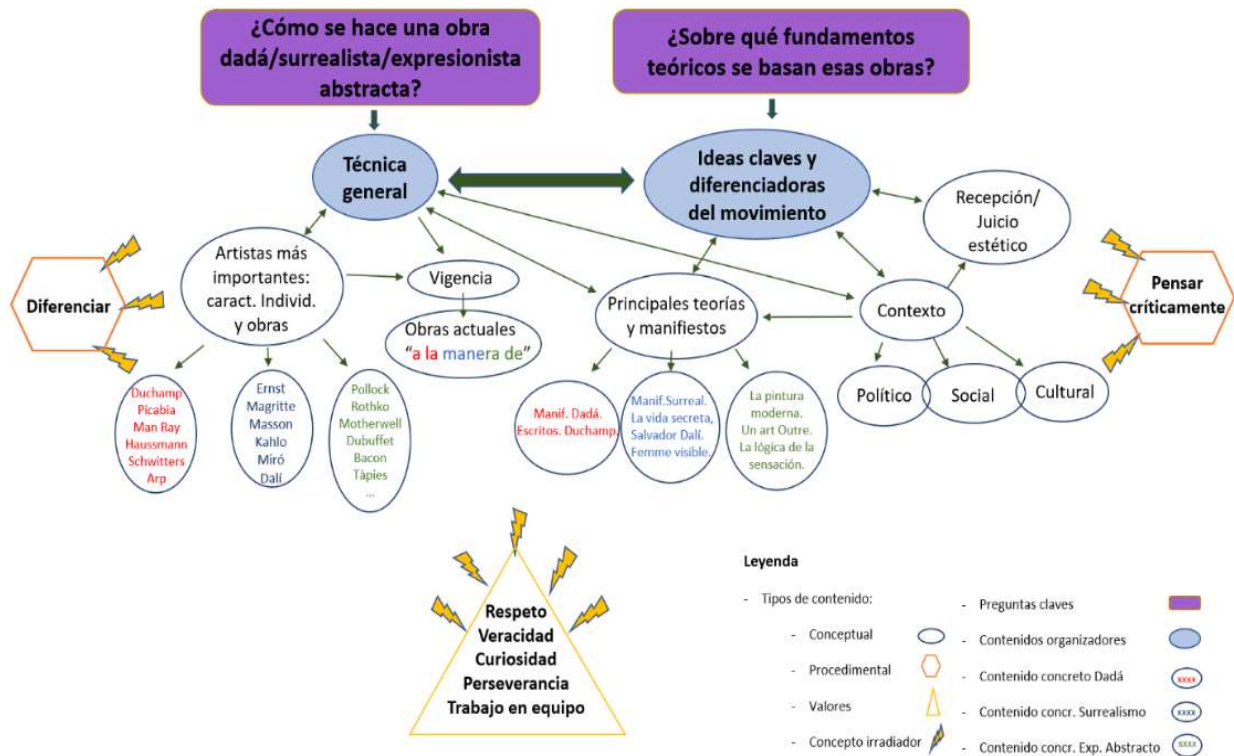 ¿Cómo se hace una obra
dadá/surrealista/expresionista
abstracta?
¿Sobre qué fundamentos
teóricos se basan esas obras?
Técnica
general
Ideas claves y
diferenciadoras
del movimiento
Recepción/
Juicio
estético
Diferenciar
Artistas más
importantes:
caract. Individ.
y obras
Vigencia
Obras actuales
“a la manera de”
Principales teorías
y manifiestos
Contexto
Pensar
críticamente
Político
Social
Cultural
Duchamp
Picabia
Man Ray
Haussmann
Schwitters
Arp
Ernst
Magritte
Masson
Kahlo
Miró
Dalí
Pollock
Rothko
Motherwell
Dubuffet
Bacon
Tàpies
...
Manif. Dadá.
Escritos. Duchamp.
Manif.Surreal.
La vida secreta,
Salvador Dalí.
Femme visible.
La pintura
moderna.
Un art Outre.
La lógica de la
sensación.
Respeto
Veracidad
Curiosidad
Perseverancia
Trabajo en equipo
Leyenda
- Tipos de contenido:
- Conceptual
- Procedimental
- Valores
- Concepto irradiador
- Preguntas claves
- Contenidos organizadores
- Contenido concreto Dadá
xxxx
- Contenido concr. Surrealismo
xxxx
- Contenido concr. Exp. Abstracto
xxxx